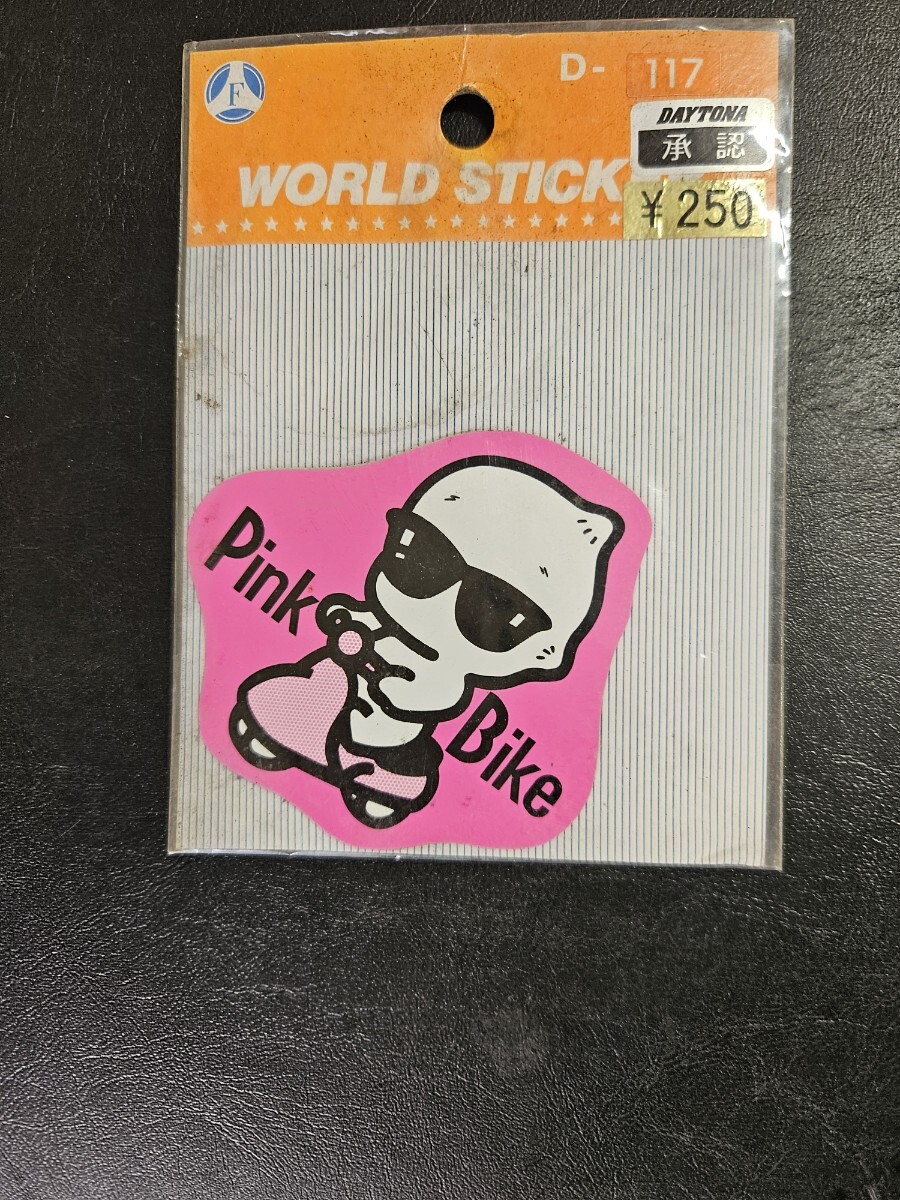 F
D- 117
DAYTONA
承認
WORLD STICK
¥250
Pink
Bike